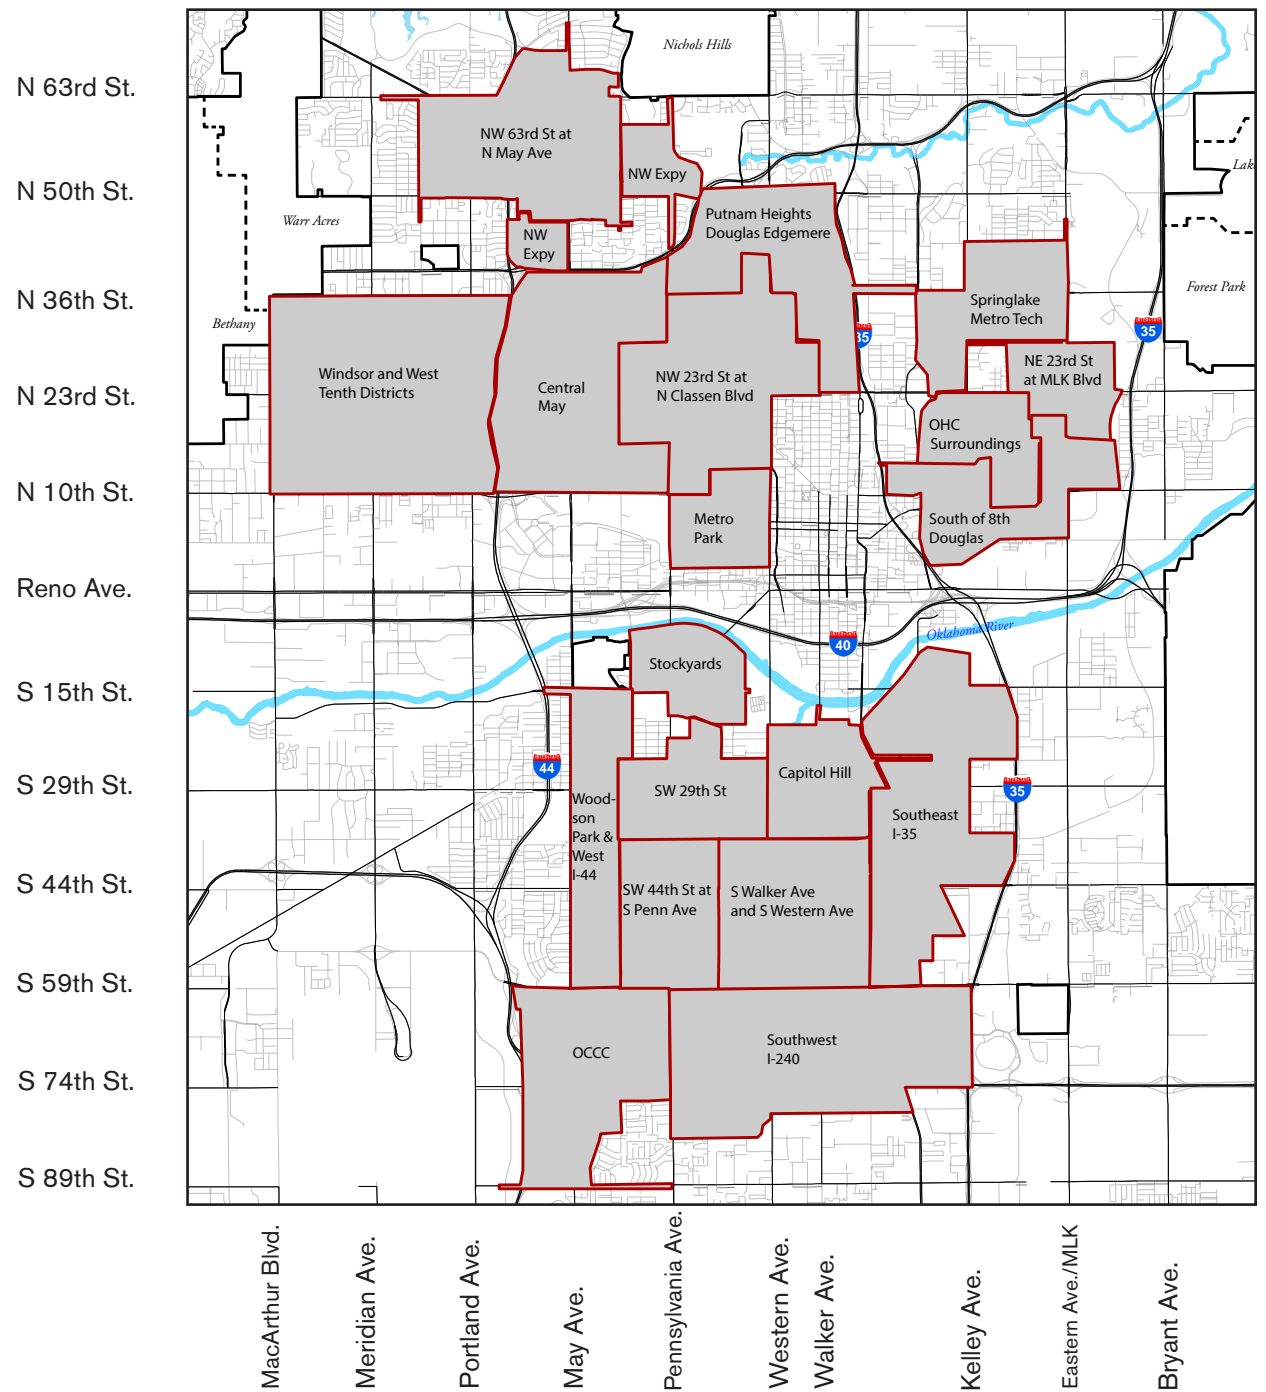 Nichols Hills
N 63rd St.
NW 63rd St at
N May Ave
NW Expy
N 50th St.
Warr Acres
Putnam Heights
Douglas Edgemere
NW
Expy
N 36th St.
Bethany
Springlake
Metro Tech
Forest Park
35
35
Windsor and West
Tenth Districts
Central
May
NW 23rd St at
N Classen Blvd
NE 23rd St
at MLK Blvd
N 23rd St.
OHC
Surroundings
N 10th St.
Metro
Park
South of 8th
Douglas
Reno Ave.
Oklahoma River
40
Stockyards
S 15th St.
44
Capitol Hill
S 29th St.
SW 29th St
35
Wood-
son
Park &
West
I-44
Southeast
I-35
S 44th St.
SW 44th St at
S Penn Ave
S Walker Ave
and S Western Ave
S 59th St.
OCCC
Southwest
I-240
S 74th St.
S 89th St.
MacArthur Blvd.
Meridian Ave.
Portland Ave.
May Ave.
Pennsylvania Ave.
Western Ave.
Walker Ave.
Kelley Ave.
Eastern Ave./MLK
Bryant Ave.